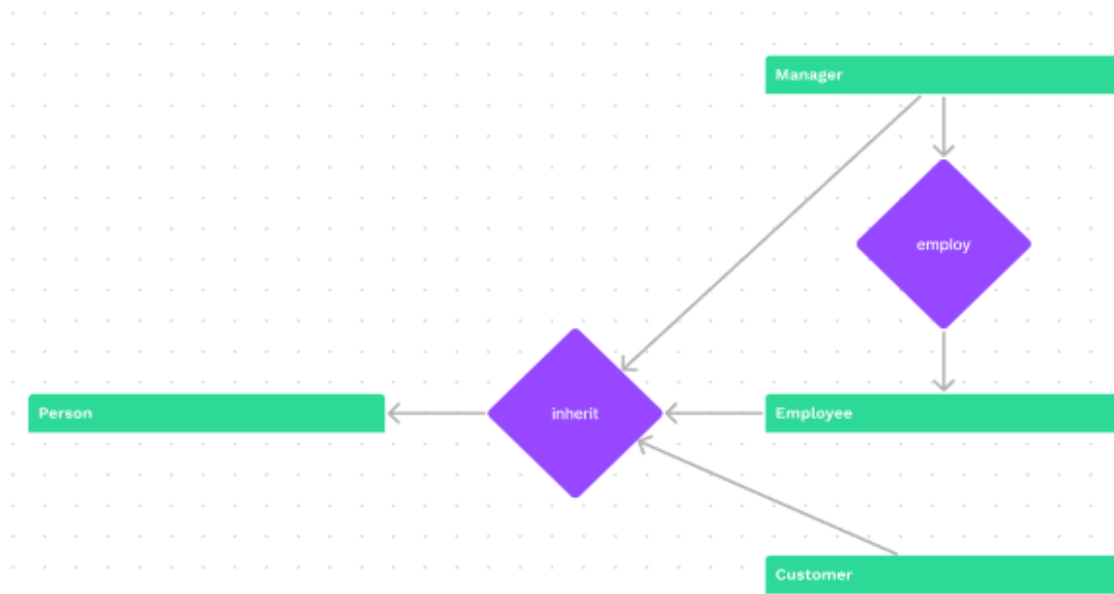 Manager
employ
Person
inherit
Employee
Customer